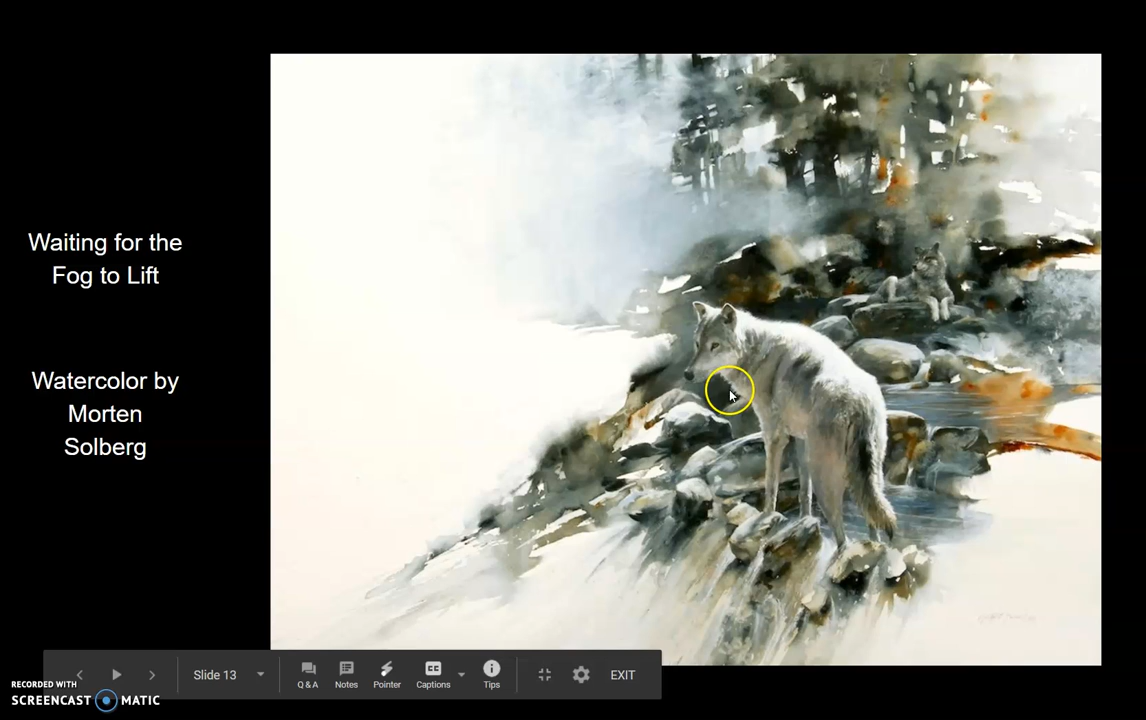 Waiting for the
Fog to Lift
Watercolor by
Morten
Solberg
Slide 13
Q & A
Notes
Pointer
Captions
Tips
EXIT
RECORDED WITH
SCREENCAST MATIC